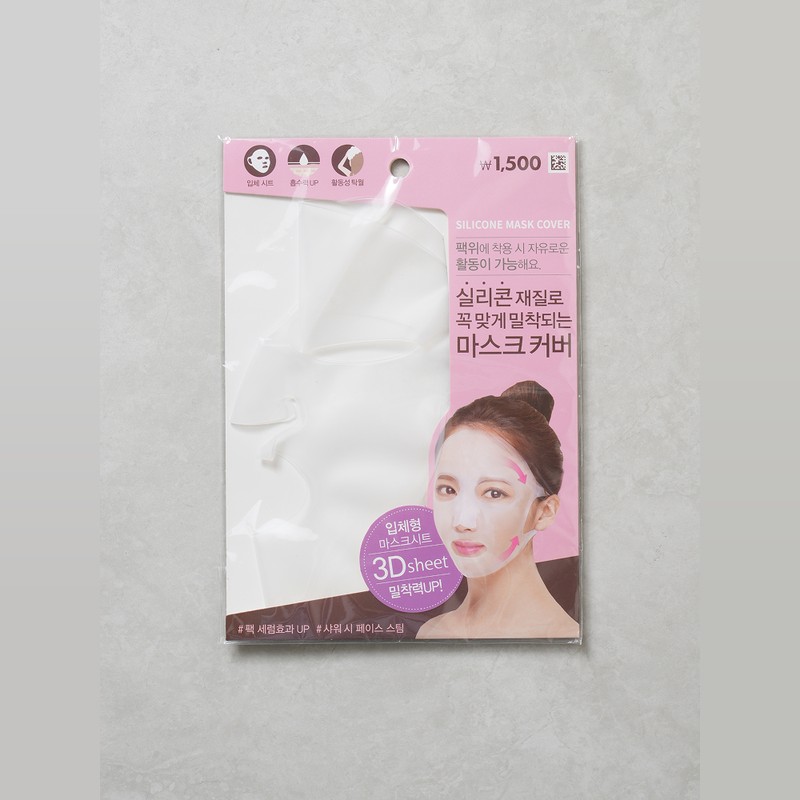 입체 시트
흡수력 UP
활동성 탁월
₩1,500
SILICONE MASK COVER
팩위에 착용 시 자유로운
활동이 가능해요.
실리콘 재질로
꼭 맞게 밀착되는
마스크 커버
입체형
마스크시트
3D sheet
밀착력UP!
# 팩 세럼효과 UP # 샤워 시 페이스 스팀